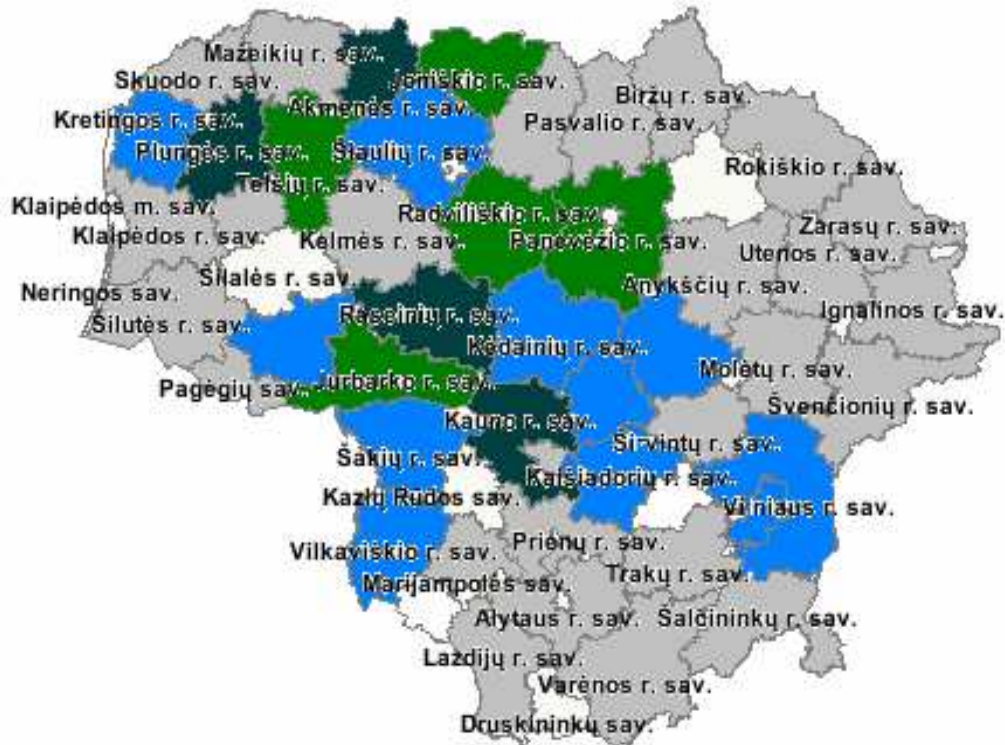 Mažeikių r. sav.
Skuodo r. sav.
Joniškio r. sav.
Akmenės r. sav.
Biržų r. sav.
Kretingos r. sav.
Pasvalio r. sav.
Plungės r. sav.
Šiaulių r. sav.
Rokiškio r. sav.
Telšių r. sav.
Klaipėdos m. sav.
Radviliškio r. sav.
Klaipėdos r. sav.
Kelmės r. sav.
Panevėžio r. sav.
Zarasų r. sav.
Utenos r. sav.
Šilalės r. sav.
Anykščių r. sav.
Neringos sav.
Ignalinos r. sav.
Šilutės r. sav.
Raseinių r. sav.
Kėdainių r. sav.
Molėtų r. sav.
Pagėgių sav.
Jurbarko r. sav.
Švenčionių r. sav.
Kauno r. sav.
Širvintų r. sav.
Šakių r. sav.
Kaišiadorių r. sav.
Kazlų Rūdos sav.
Vilniaus r. sav.
Vilkaviškio r. sav.
Prienų r. sav.
Marijampolės sav.
Trakų r. sav.
Alytaus r. sav.
Šalčininkų r. sav.
Lazdijų r. sav.
Varėnos r. sav.
Druskininkų sav.